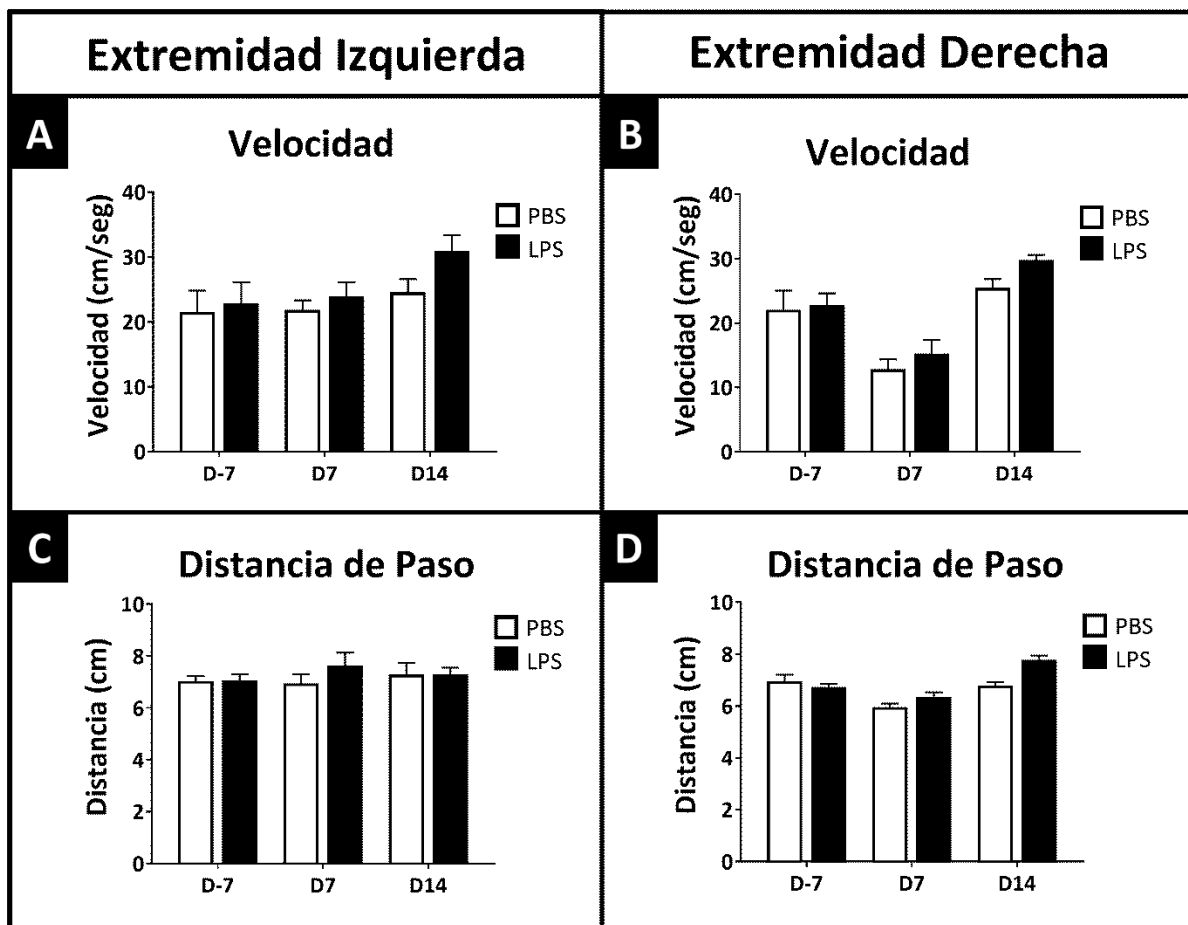 Extremidad Izquierda
Extremidad Derecha
A
Velocidad
Velocidad (cm/seg)
40
30
20
10
0
D-7
D7
D14
PBS
LPS
B
Velocidad
Velocidad (cm/seg)
40
30
20
10
0
D-7
D7
D14
PBS
LPS
C
Distancia de Paso
Distancia (cm)
10
8
6
4
2
0
D-7
D7
D14
PBS
LPS
D
Distancia de Paso
Distancia (cm)
10
8
6
4
2
0
D-7
D7
D14
PBS
LPS